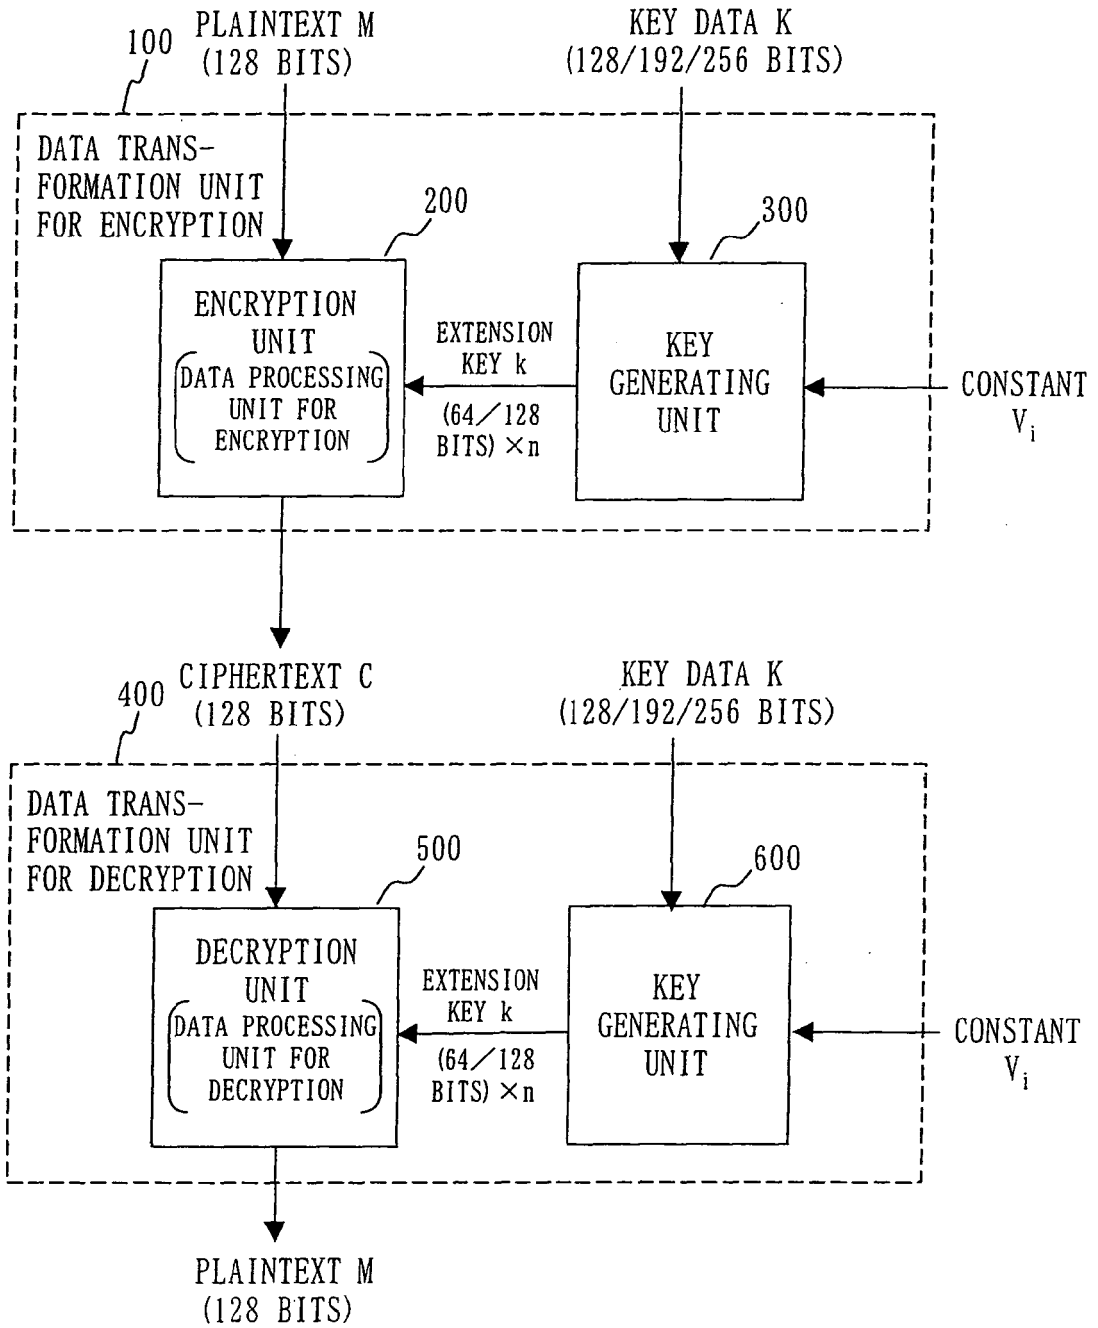 PLAINTEXT M
(128 BITS)
KEY DATA K
(128/192/256 BITS)
100
DATA TRANS-
FORMATION UNIT
FOR ENCRYPTION
200
300
ENCRYPTION
UNIT
DATA PROCESSING
UNIT FOR
ENCRYPTION
EXTENSION
KEY k
(64/128
BITS)×n
KEY
GENERATING
UNIT
CONSTANT
Vi
CIPHERTEXT C
(128 BITS)
KEY DATA K
(128/192/256 BITS)
400
DATA TRANS-
FORMATION UNIT
FOR DECRYPTION
500
600
DECRYPTION
UNIT
DATA PROCESSING
UNIT FOR
DECRYPTION
EXTENSION
KEY k
(64/128
BITS)×n
KEY
GENERATING
UNIT
CONSTANT
Vi
PLAINTEXT M
(128 BITS)